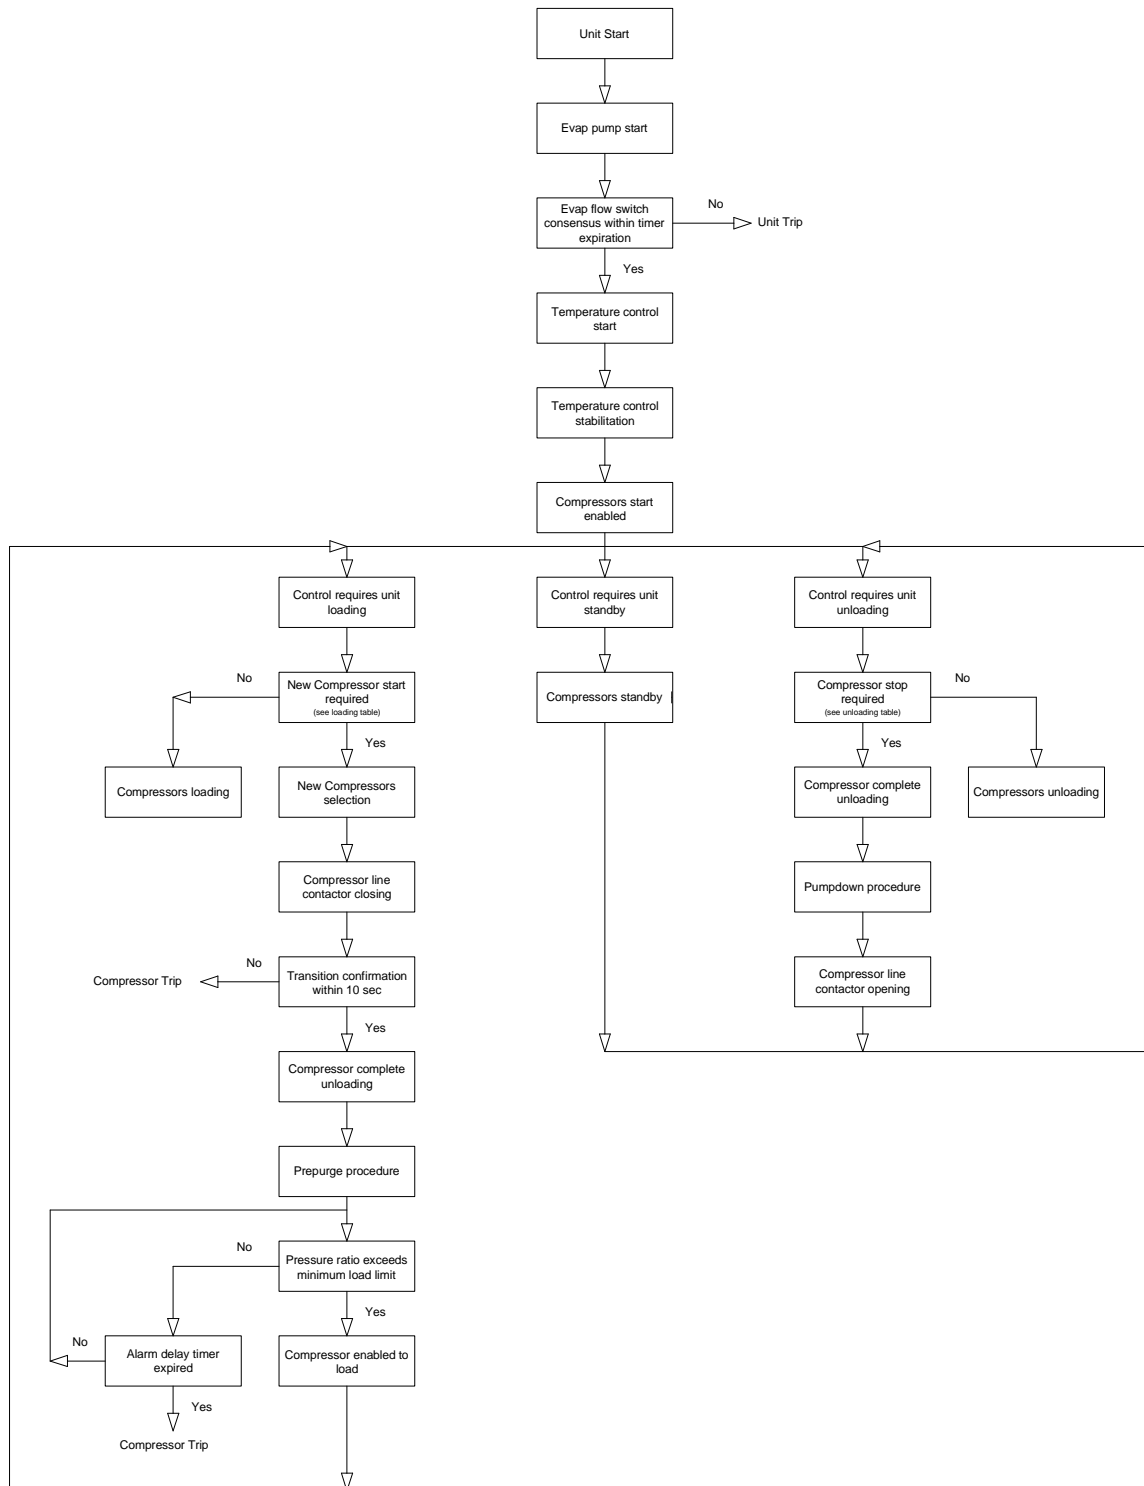 Unit Start
Evap pump start
Evap flow switch
consensus within timer
expiration
No
Unit Trip
Yes
Temperature control
start
Temperature control
stabilitation
Compressors start
enabled
Control requires unit
loading
Control requires unit
standby
Control requires unit
unloading
No
New Compressor start
required
(see loading table)
Compressors standby
Compressor stop
required
(see unloading table)
No
Yes
Yes
Compressors loading
New Compressors
selection
Compressor complete
unloading
Compressors unloading
Compressor line
contactor closing
Pumpdown procedure
Compressor Trip
No
Transition confirmation
within 10 sec
Compressor line
contactor opening
Yes
Compressor complete
unloading
Prepurge procedure
No
Pressure ratio exceeds
minimum load limit
Yes
No
Alarm delay timer
expired
Compressor enabled to
load
Yes
Compressor Trip